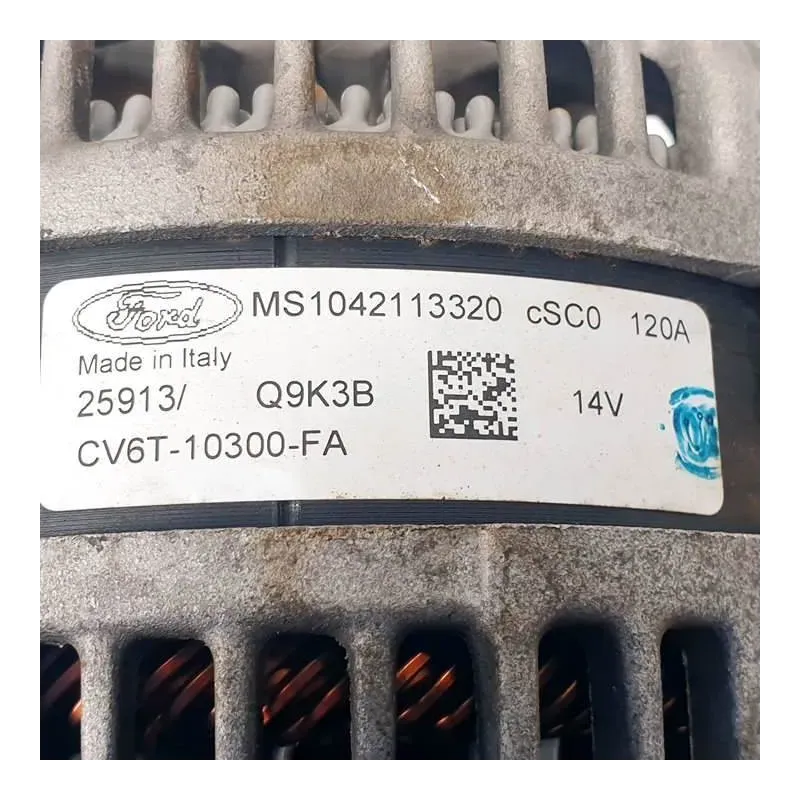 Ford MS1042113320 cSC0 120A
Made in Italy
25913/ Q9K3B 14V
CV6T-10300-FA